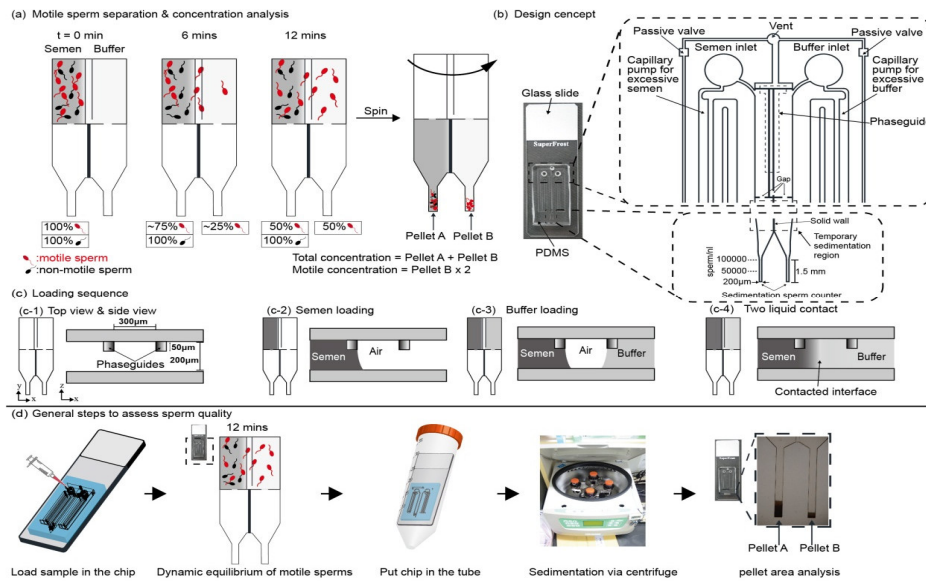 (a) Motile sperm separation & concentration analysis
t = 0 min
6 mins
12 mins
Semen
Buffer
Spin
100%
100%
~75%
~25%
100%
50%
50%
100%
:motile sperm
:non-motile sperm
Pellet A
Pellet B
Total concentration = Pellet A + Pellet B
Motile concentration = Pellet B x 2
(b) Design cencept
Vent
Passive valve
Passive valve
Semen inlet
Buffer inlet
Capillary pump for excessive semen
Capillary pump for excessive buffer
Glass slide
SuperFrost
Phaseguide
PDMS
Gap
Solid wall
Temporary sedimentation region
sperm/nl
100000
50000
200μm
1.5 mm
Sedimentation sperm counter
(c) Loading sequence
(c-1) Top view & side view
300μm
50μm
200μm
Phaseguides
y
x
z
x
(c-2) Semen loading
Semen
Air
(c-3) Buffer loading
Semen
Air
Buffer
(c-4) Two liquid contact
Semen
Buffer
Contacted interface
(d) General steps to assess sperm quality
12 mins
Pellet A
Pellet B
Load sample in the chip
Dynamic equilibrium of motile sperms
Put chip in the tube
Sedimentation via centrifuge
pellet area analysis